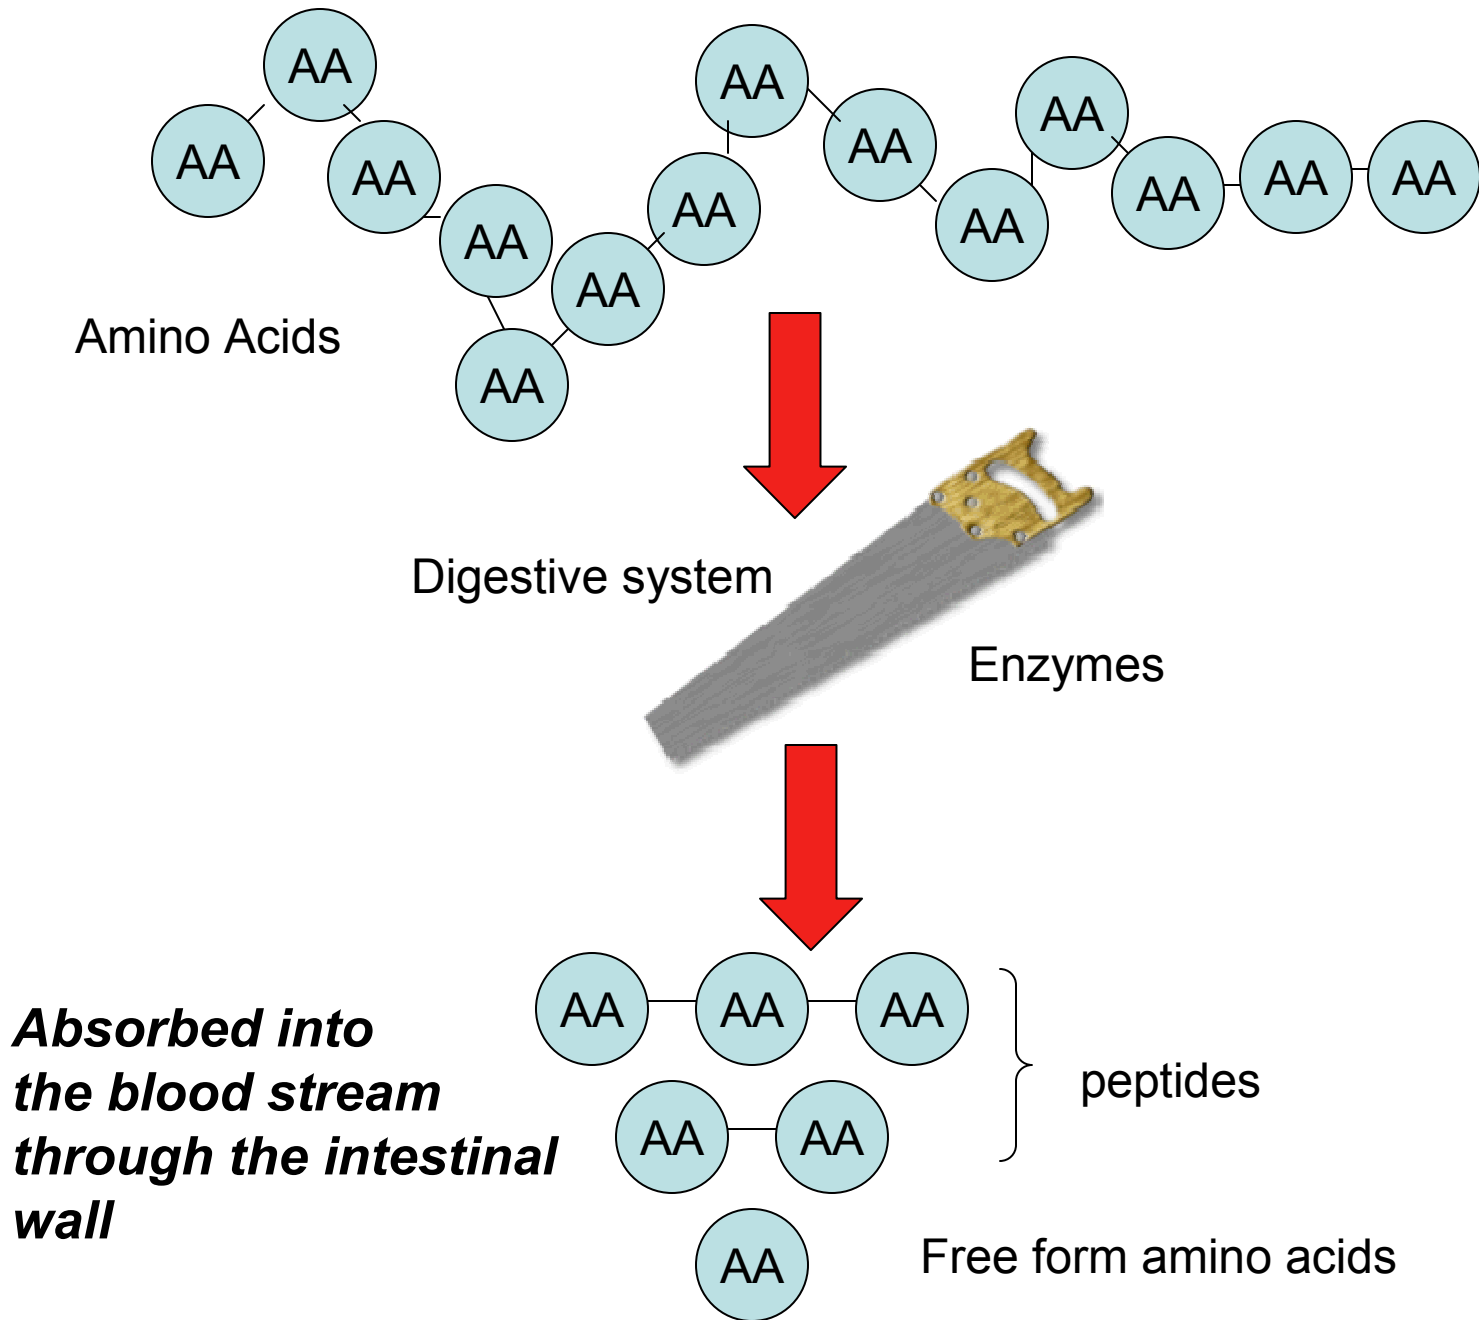 AA
AA
AA
AA
AA
AA
AA
AA
AA
AA
AA
AA
AA
AA
Amino Acids
Digestive system
Enzymes
AA AA AA
peptides
AA AA
Absorbed into
the blood stream
through the intestinal
wall
AA
Free form amino acids